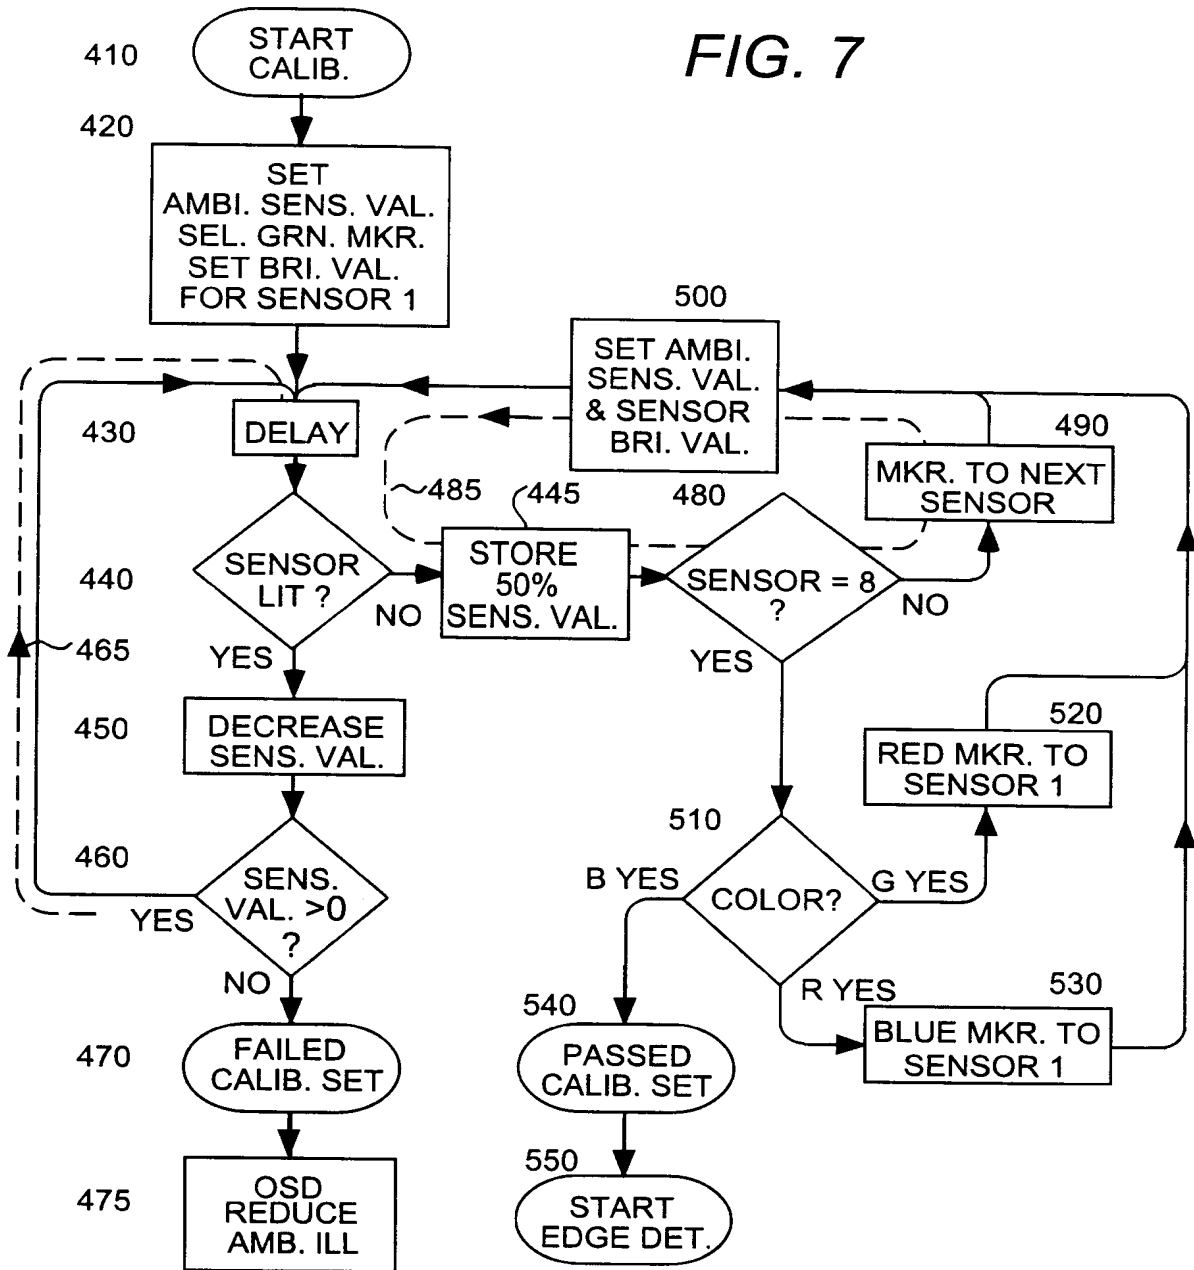 FIG. 7
410
START
CALIB.
420
SET
AMBI. SENS. VAL.
SEL. GRN. MKR.
SET BRI. VAL.
FOR SENSOR 1
500
SET AMBI.
SENS. VAL.
& SENSOR
BRI. VAL.
430
DELAY
490
MKR. TO NEXT
SENSOR
485
445
480
440
SENSOR
LIT ?
NO
STORE
50%
SENS. VAL.
SENSOR = 8
?
NO
465
YES
YES
450
DECREASE
SENS. VAL.
520
RED MKR. TO
SENSOR 1
460
SENS.
VAL. >0
?
YES
NO
510
COLOR?
B YES
G YES
R YES
530
BLUE MKR. TO
SENSOR 1
470
FAILED
CALIB. SET
540
PASSED
CALIB. SET
475
OSD
REDUCE
AMB. ILL
550
START
EDGE DET.